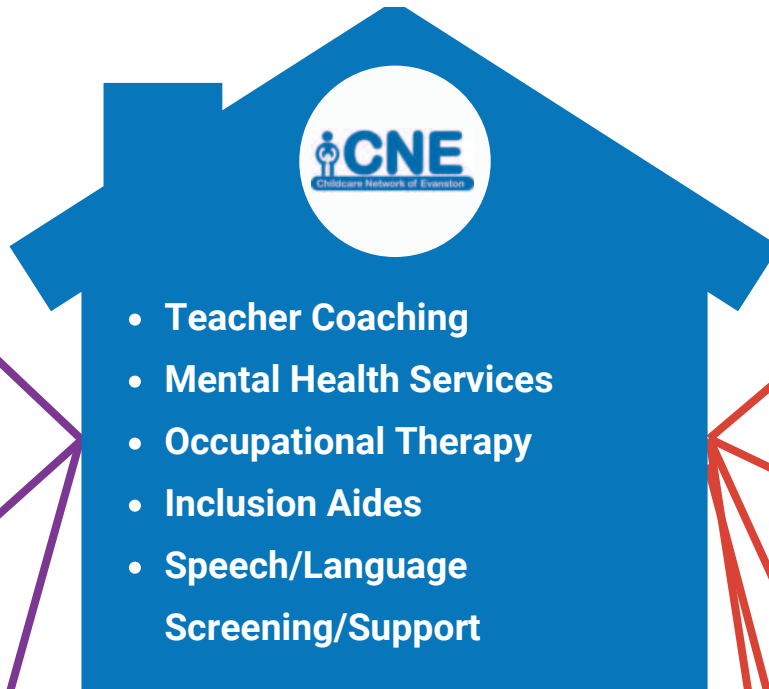 CNE
Childcare Network of Evanston
• Teacher Coaching
• Mental Health Services
• Occupational Therapy
• Inclusion Aides
• Speech/Language
Screening/Support